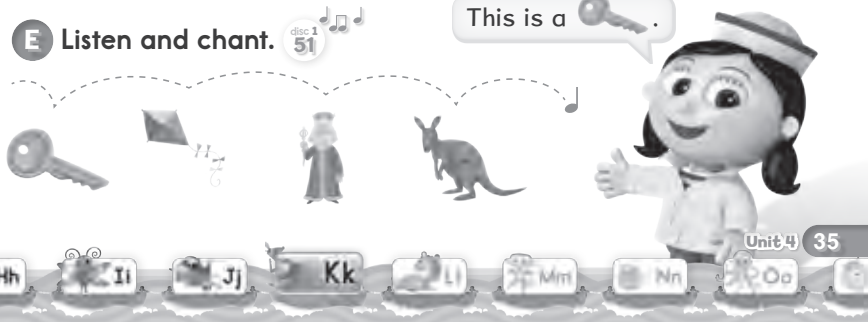 This is a .
E Listen and chant. disc 1
51
Unit 4 35
Hh Ii Jj Kk Ll Mm Nn Oo